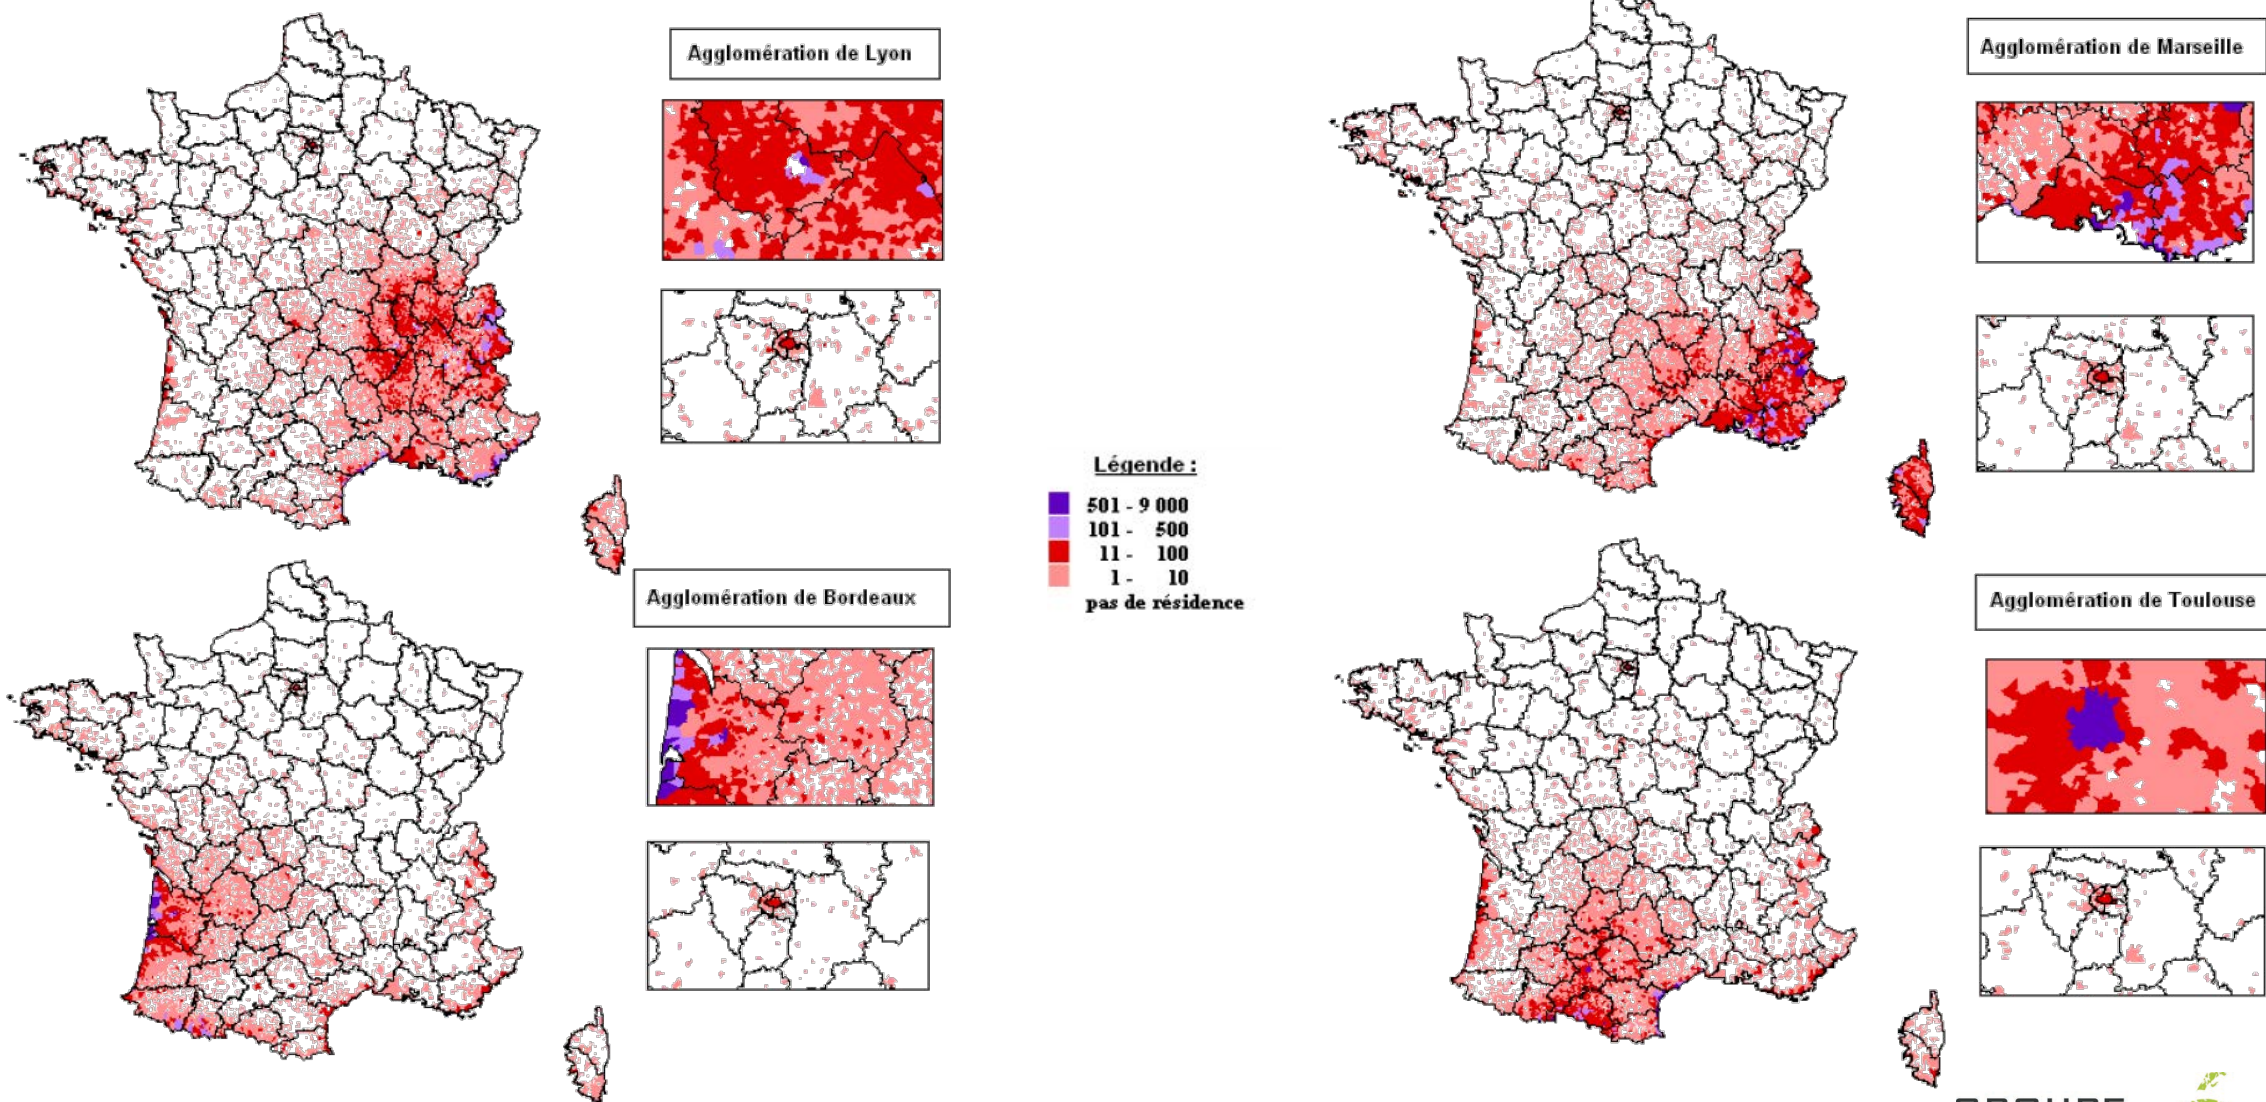 Agglomération de Lyon
Agglomération de Marseille
Légende :
501 - 9 000
101 - 500
11 - 100
1 - 10
pas de résidence
Agglomération de Bordeaux
Agglomération de Toulouse